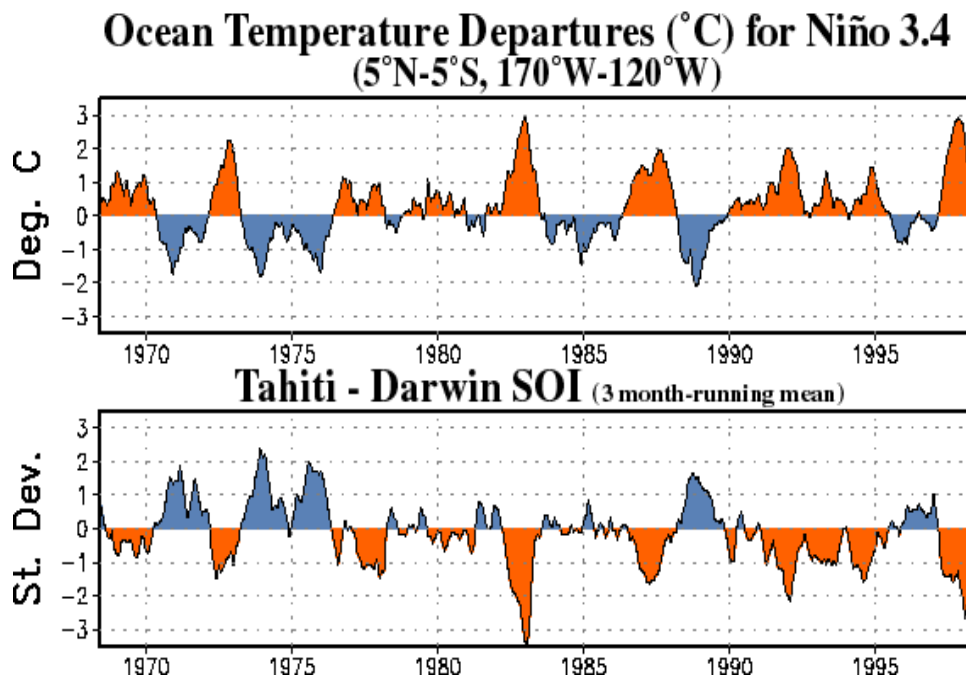 Ocean Temperature Departures (˚C) for Niño 3.4
(5˚N-5˚S, 170˚W-120˚W)
Deg. C
3
2
1
0
−1
−2
−3
1970 1975 1980 1985 1990 1995
Tahiti - Darwin SOI (3 month-running mean)
St. Dev.
3
2
1
0
−1
−2
−3
1970 1975 1980 1985 1990 1995